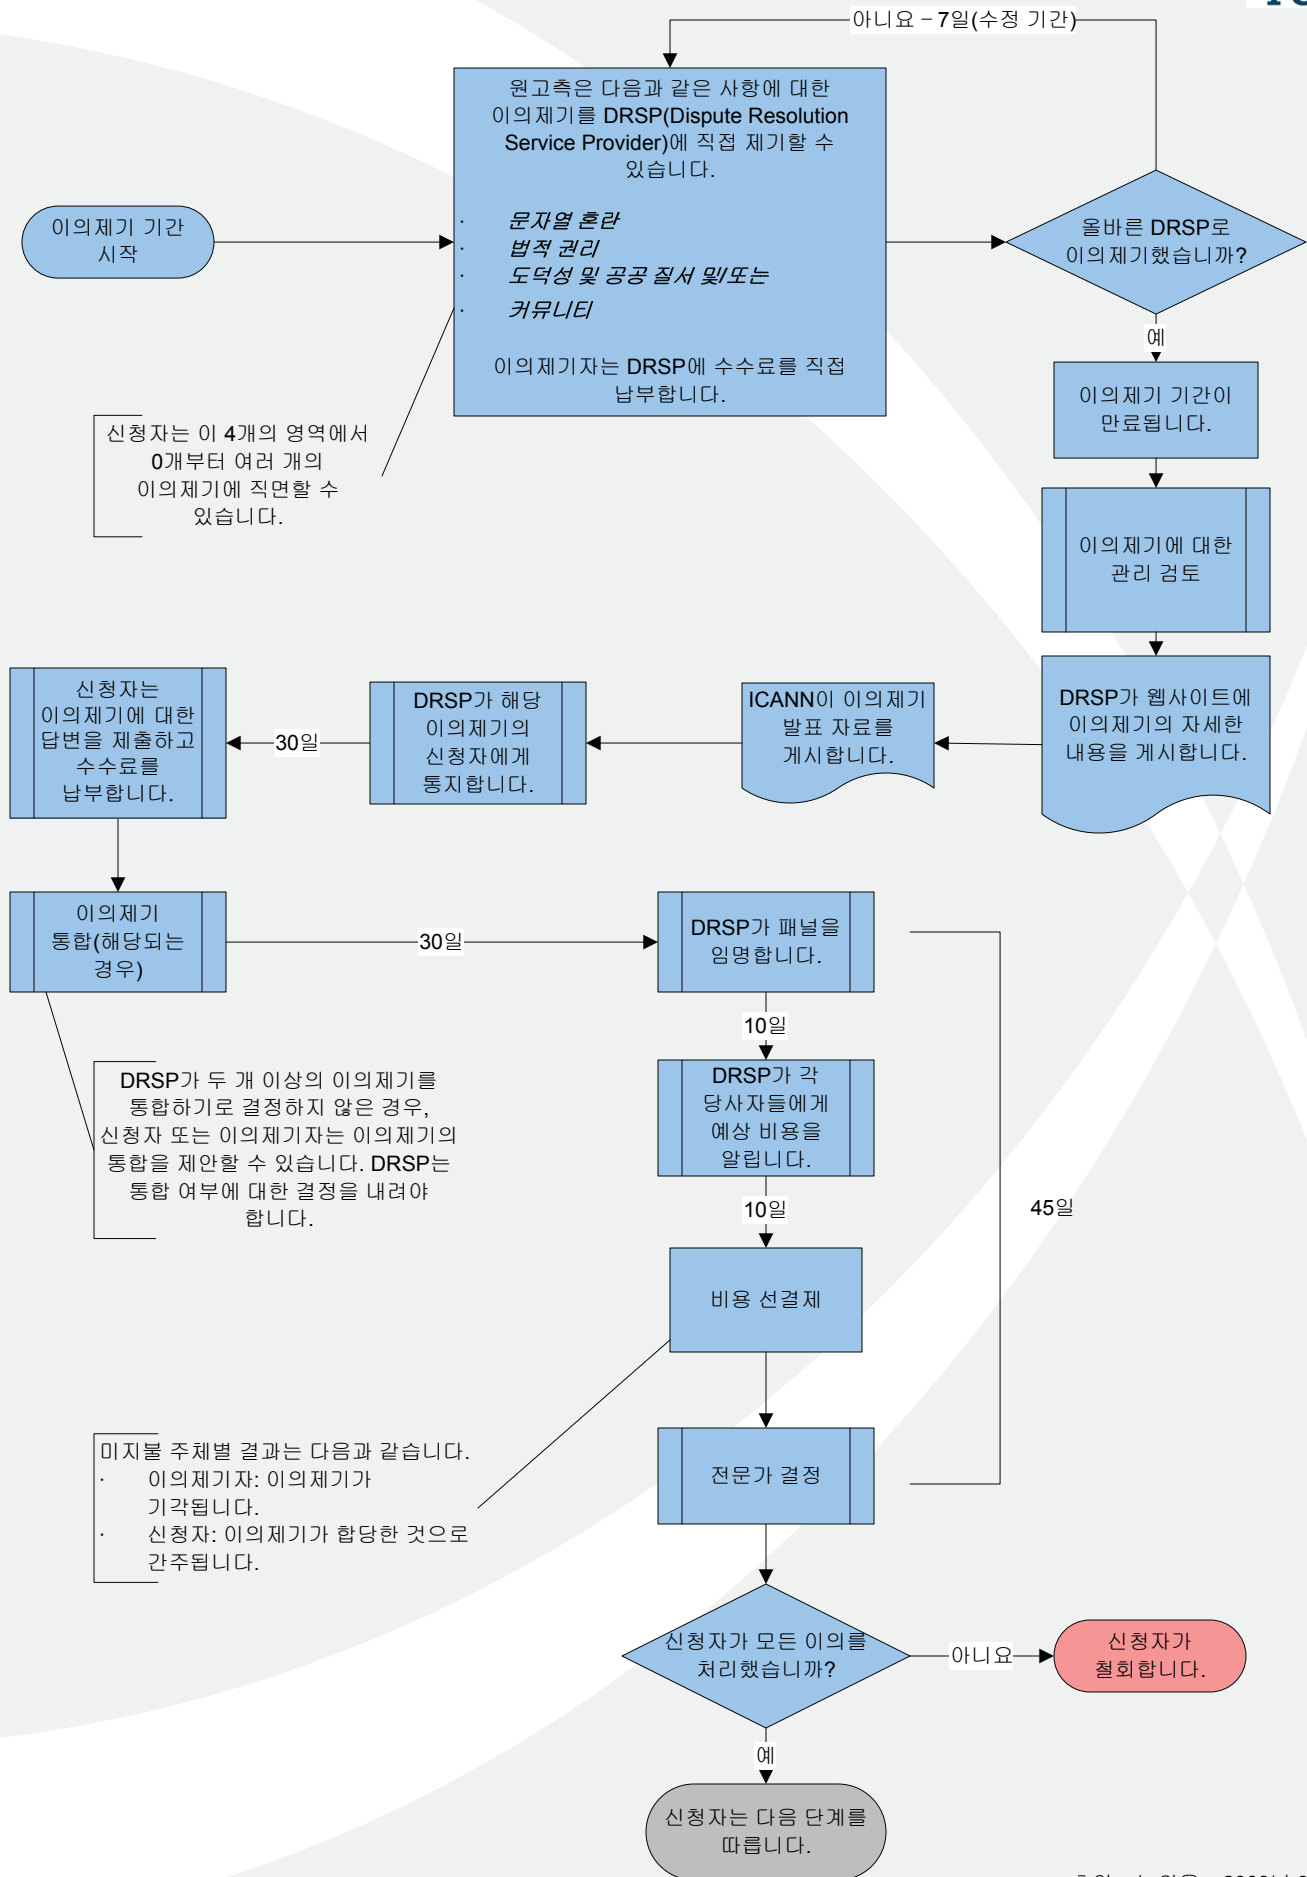 아니요 – 7일(수정 기간)
원고측은 다음과 같은 사항에 대한
이의제기를 DRSP(Dispute Resolution
Service Provider)에 직접 제기할 수
있습니다.
· 문자열 혼란
· 법적 권리
· 도덕성 및 공공 질서 및/또는
· 커뮤니티
이의제기자는 DRSP에 수수료를 직접
납부합니다.
이의제기 기간
시작
올바른 DRSP로
이의제기했습니까?
예
이의제기 기간이
만료됩니다.
신청자는 이 4개의 영역에서
0개부터 여러 개의
이의제기에 직면할 수
있습니다.
이의제기에 대한
관리 검토
DRSP가 웹사이트에
이의제기의 자세한
내용을 게시합니다.
ICANN이 이의제기
발표 자료를
게시합니다.
DRSP가 해당
이의제기의
신청자에게
통지합니다.
30일
신청자는
이의제기에 대한
답변을 제출하고
수수료를
납부합니다.
이의제기
통합(해당되는
경우)
30일
DRSP가 패널을
임명합니다.
10일
DRSP가 두 개 이상의 이의제기를
통합하기로 결정하지 않은 경우,
신청자 또는 이의제기자는 이의제기의
통합을 제안할 수 있습니다. DRSP는
통합 여부에 대한 결정을 내려야
합니다.
DRSP가 각
당사자들에게
예상 비용을
알립니다.
10일
45일
비용 선결제
미지불 주체별 결과는 다음과 같습니다.
· 이의제기자: 이의제기가
기각됩니다.
· 신청자: 이의제기가 합당한 것으로
간주됩니다.
전문가 결정
신청자가 모든 이의를
처리했습니까?
아니요
신청자가
철회합니다.
예
신청자는 다음 단계를
따릅니다.